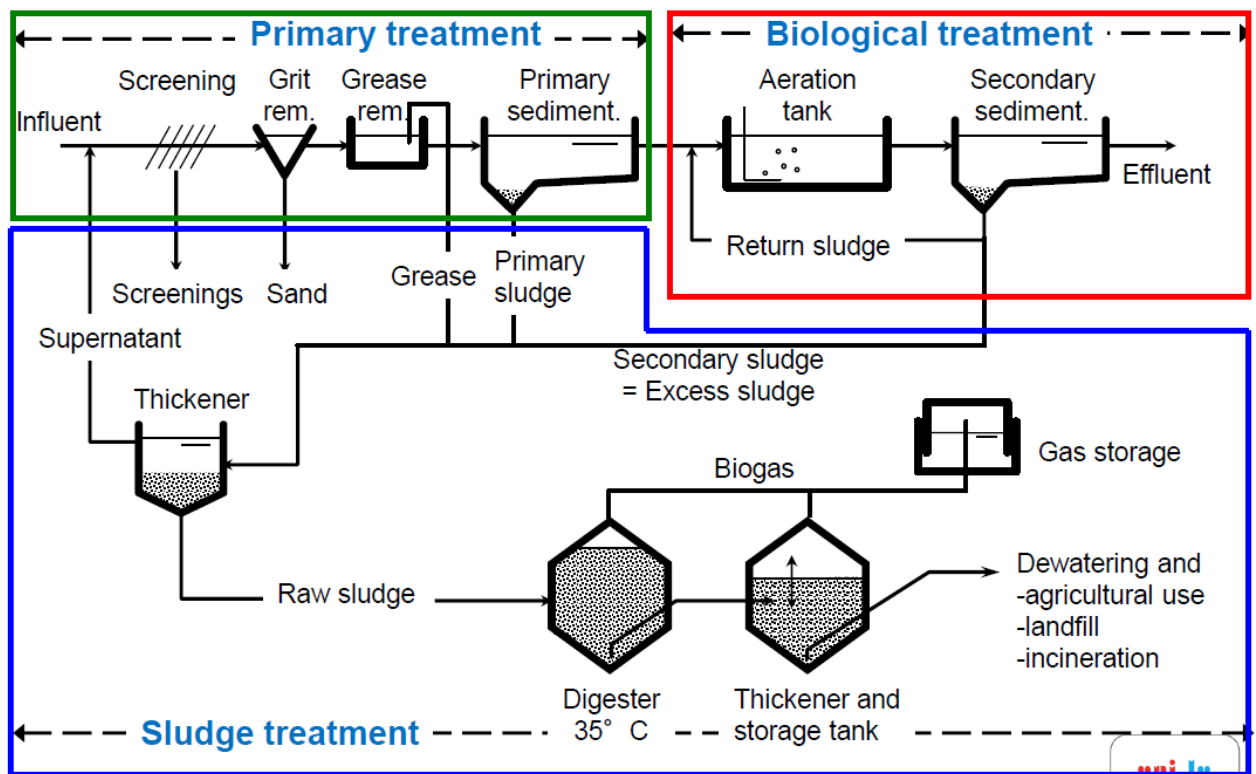 Primary treatment
Biological treatment
Screening
Grit
rem.
Grease
rem.
Primary
sediment.
Aeration
tank
Secondary
sediment.
Influent
Effluent
Return sludge
Screenings
Sand
Grease
Primary
sludge
Supernatant
Secondary sludge
= Excess sludge
Thickener
Gas storage
Biogas
Raw sludge
Dewatering and
-agricultural use
-landfill
-incineration
Digester
35° C
Thickener and
storage tank
Sludge treatment